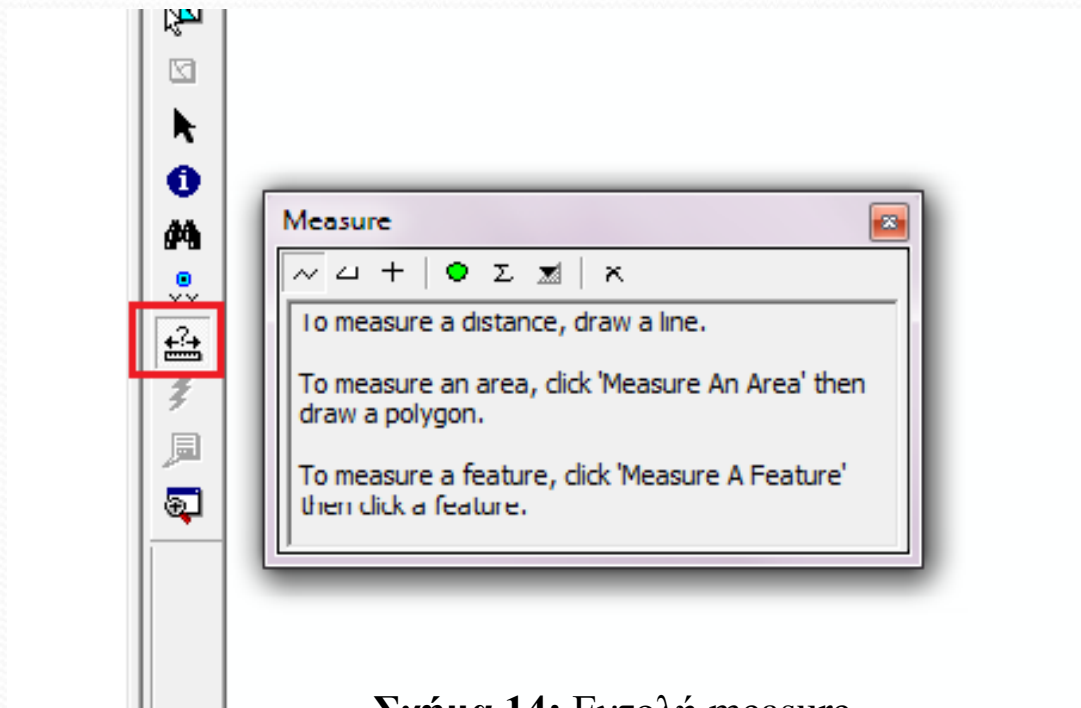 Measure
To measure a distance, draw a line.
To measure an area, click 'Measure An Area' then
draw a polygon.
To measure a feature, click 'Measure A Feature'
then click a feature.
Σχήμα 14: Εντολή measure